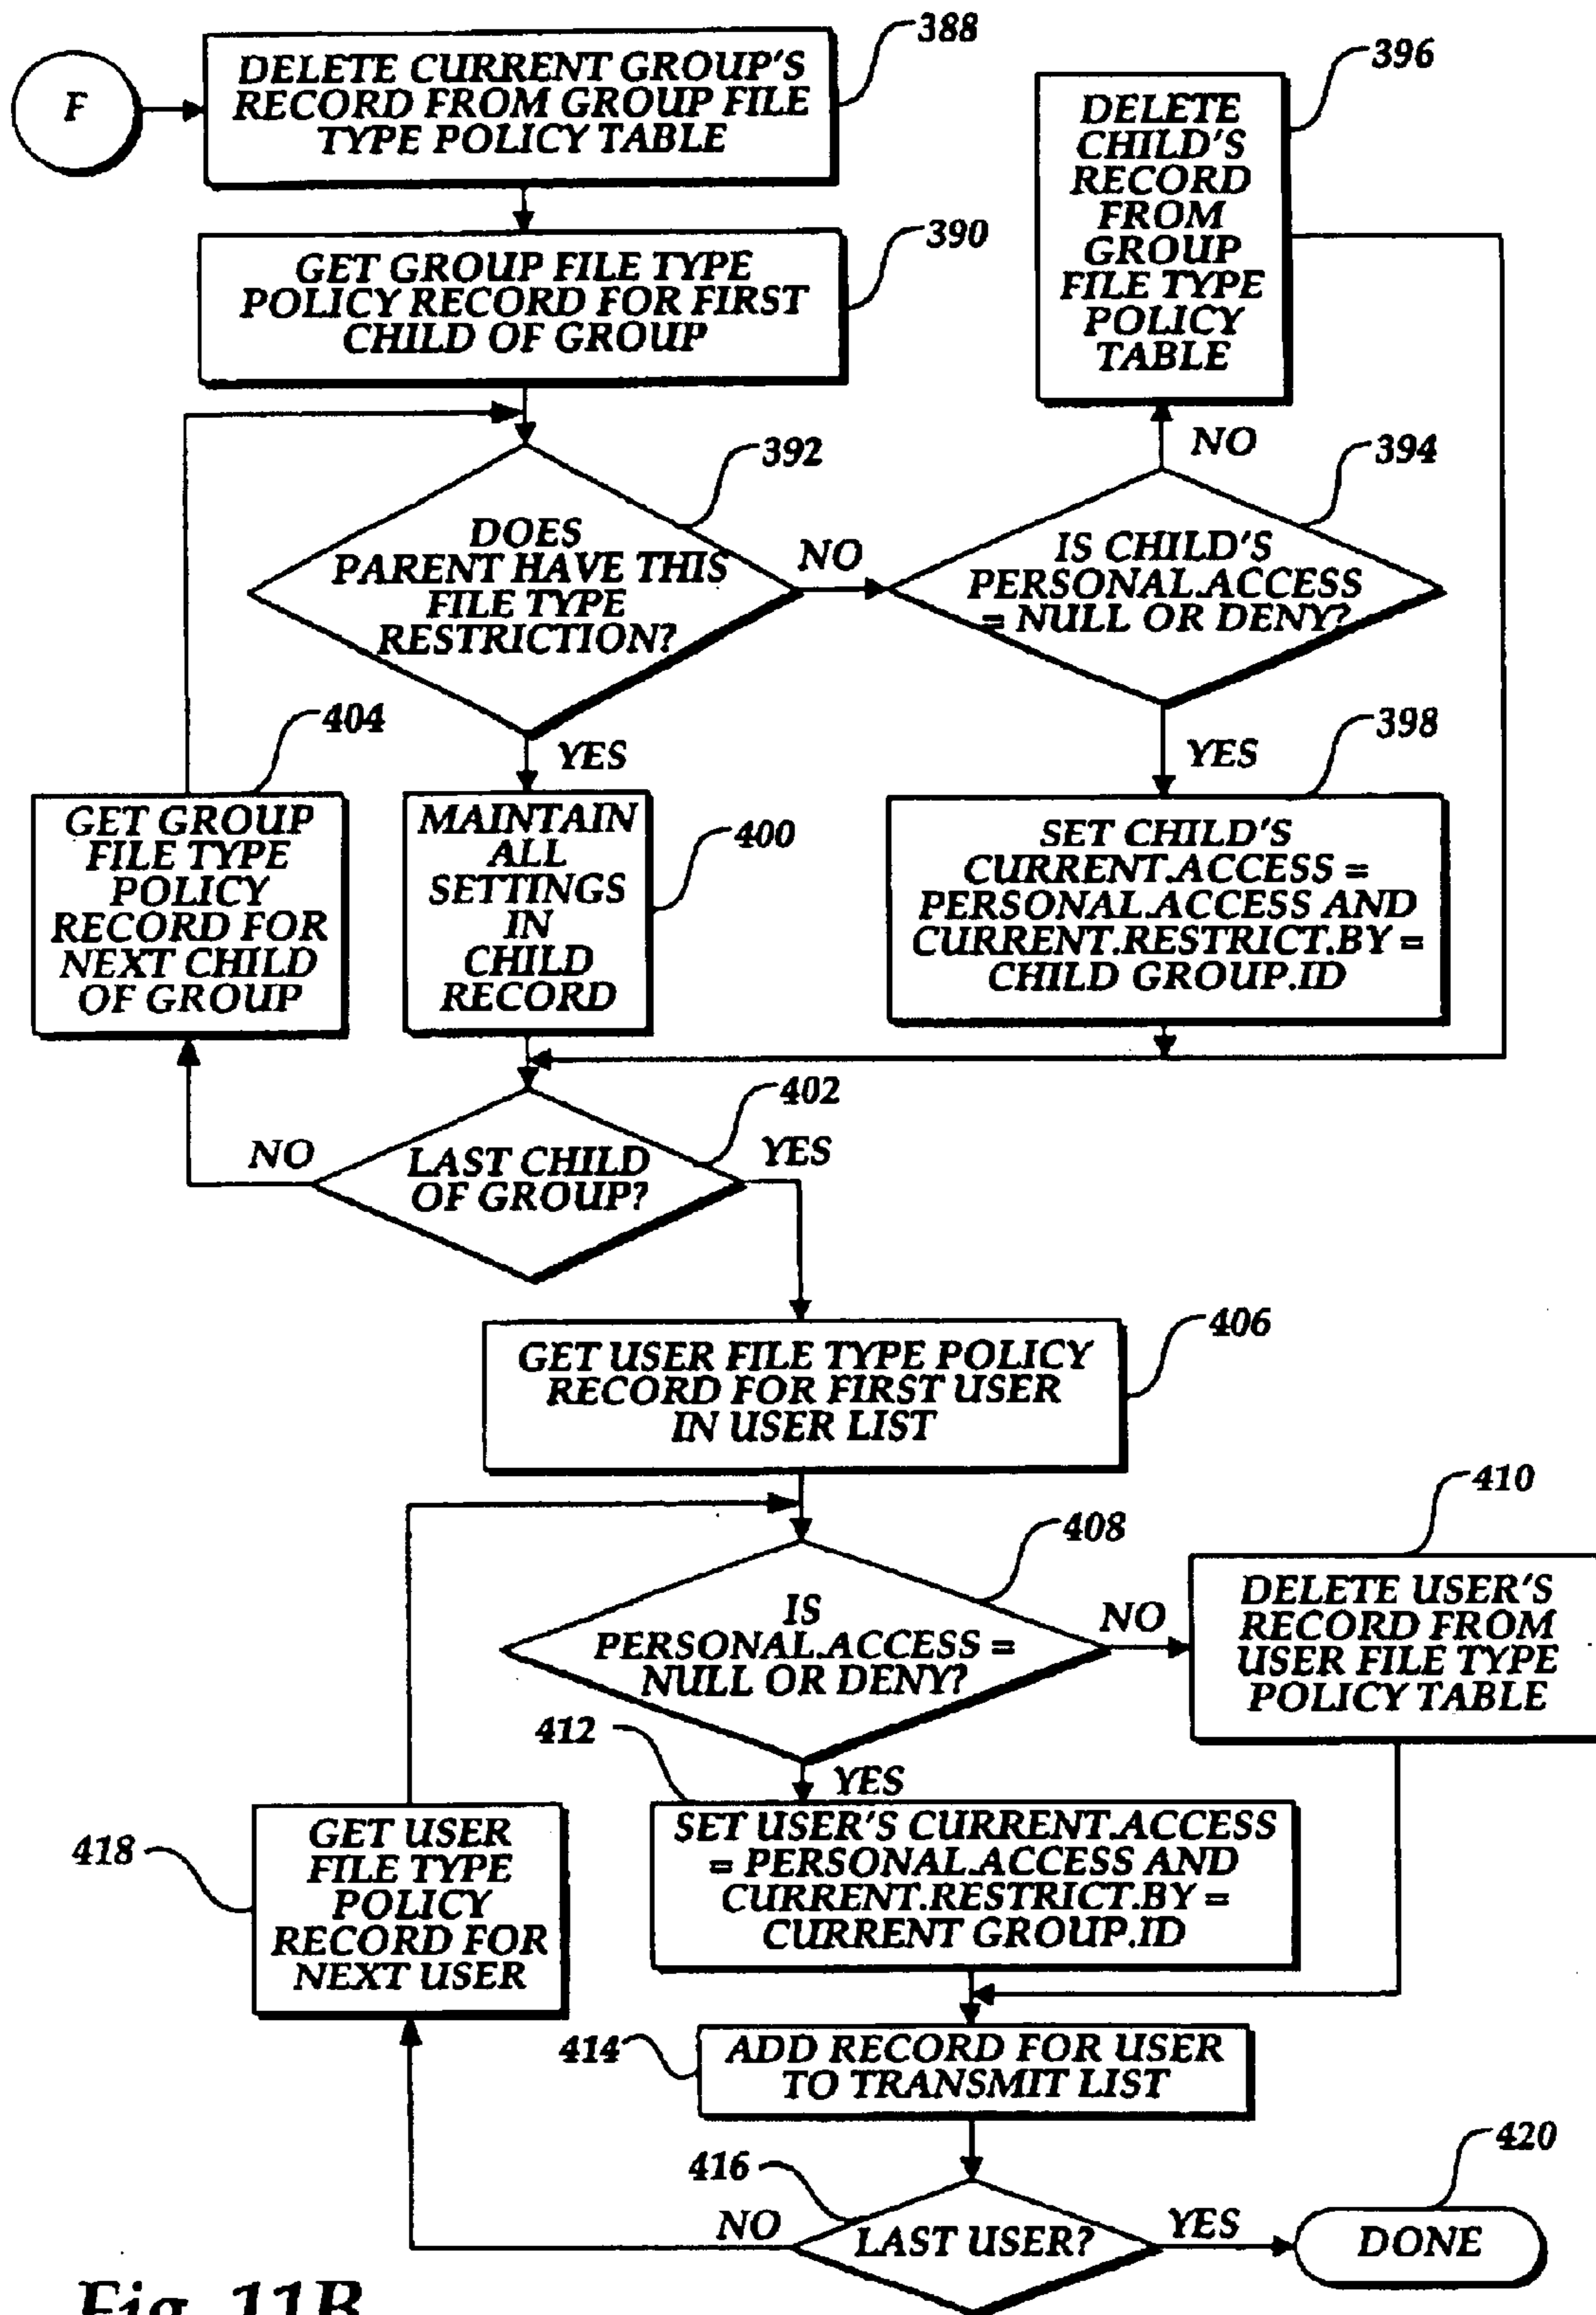 F
DELETE CURRENT GROUP'S
RECORD FROM GROUP FILE
TYPE POLICY TABLE
388
GET GROUP FILE TYPE
POLICY RECORD FOR FIRST
CHILD OF GROUP
390
DELETE
CHILD'S
RECORD
FROM
GROUP
FILE TYPE
POLICY
TABLE
396
DOES
PARENT HAVE THIS
FILE TYPE
RESTRICTION?
392
NO
IS CHILD'S
PERSONAL.ACCESS
= NULL OR DENY?
394
NO
YES
YES
GET GROUP
FILE TYPE
POLICY
RECORD FOR
NEXT CHILD
OF GROUP
404
MAINTAIN
ALL
SETTINGS
IN
CHILD
RECORD
400
SET CHILD'S
CURRENT.ACCESS =
PERSONAL.ACCESS AND
CURRENT.RESTRICT.BY =
CHILD GROUP.ID
398
LAST CHILD
OF GROUP?
402
NO
YES
GET USER FILE TYPE POLICY
RECORD FOR FIRST USER
IN USER LIST
406
IS
PERSONAL.ACCESS =
NULL OR DENY?
408
NO
DELETE USER'S
RECORD FROM
USER FILE TYPE
POLICY TABLE
410
YES
412
SET USER'S CURRENT.ACCESS
= PERSONAL.ACCESS AND
CURRENT.RESTRICT.BY =
CURRENT GROUP.ID
GET USER
FILE TYPE
POLICY
RECORD FOR
NEXT USER
418
414
ADD RECORD FOR USER
TO TRANSMIT LIST
416
LAST USER?
NO
YES
DONE
420
Fig. 11B